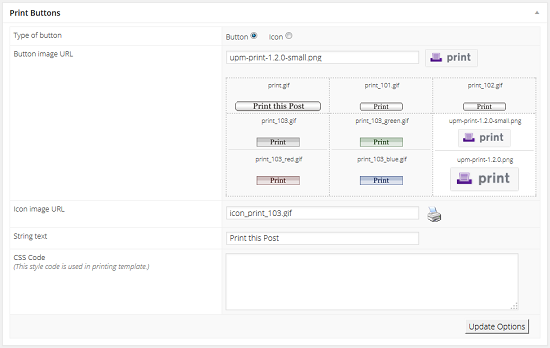 Print Buttons
Type of button
Button
Icon
Button image URL
upm-print-1.2.0-small.png
print
print.gif
print_101.gif
print_102.gif
Print this Post
Print
Print
print_103.gif
print_103_green.gif
upm-print-1.2.0-small.png
Print
Print
print
print_103_red.gif
print_103_blue.gif
upm-print-1.2.0.png
Print
Print
print
Icon image URL
icon_print_103.gif
String text
Print this Post
CSS Code
(This style code is used in printing template.)
Update Options